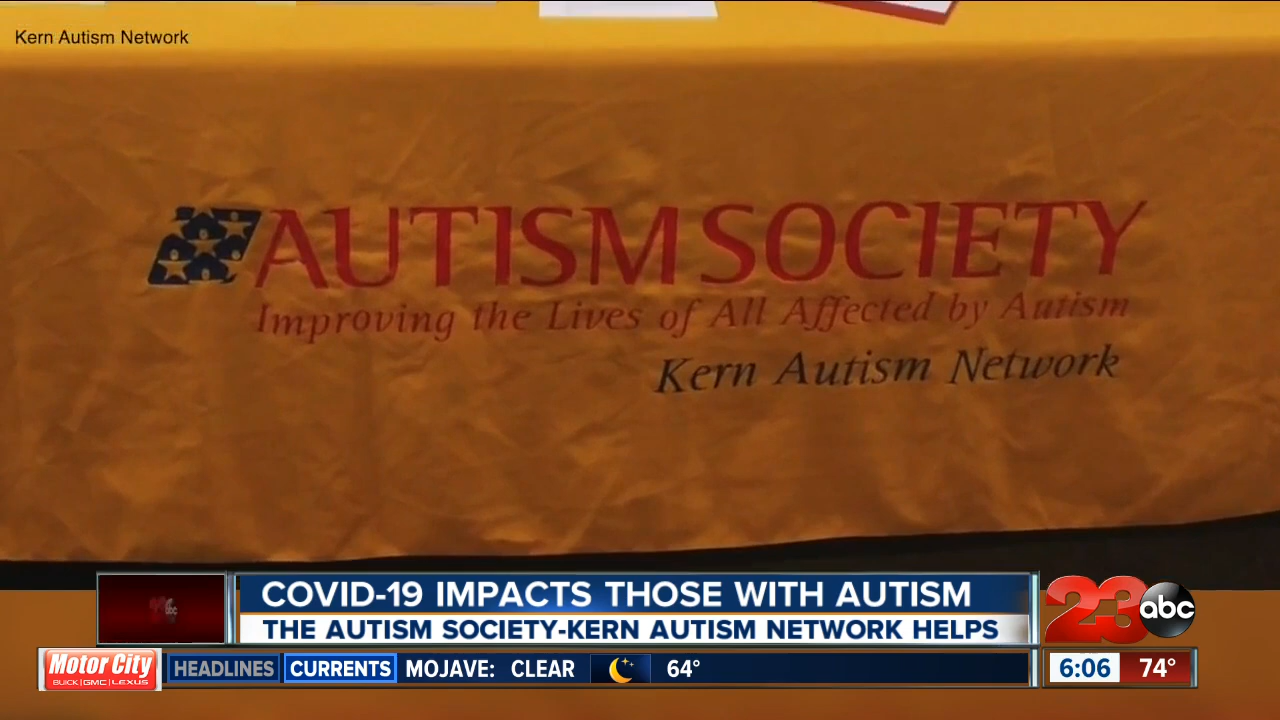 Kern Autism Network
AUTISM SOCIETY
Improving the Lives of All Affected by Autism
Kern Autism Network
COVID-19 IMPACTS THOSE WITH AUTISM
THE AUTISM SOCIETY-KERN AUTISM NETWORK HELPS
23 abc
Motor City
BUICK | GMC | LEXUS
HEADLINES CURRENTS MOJAVE: CLEAR 64°
6:06 74°